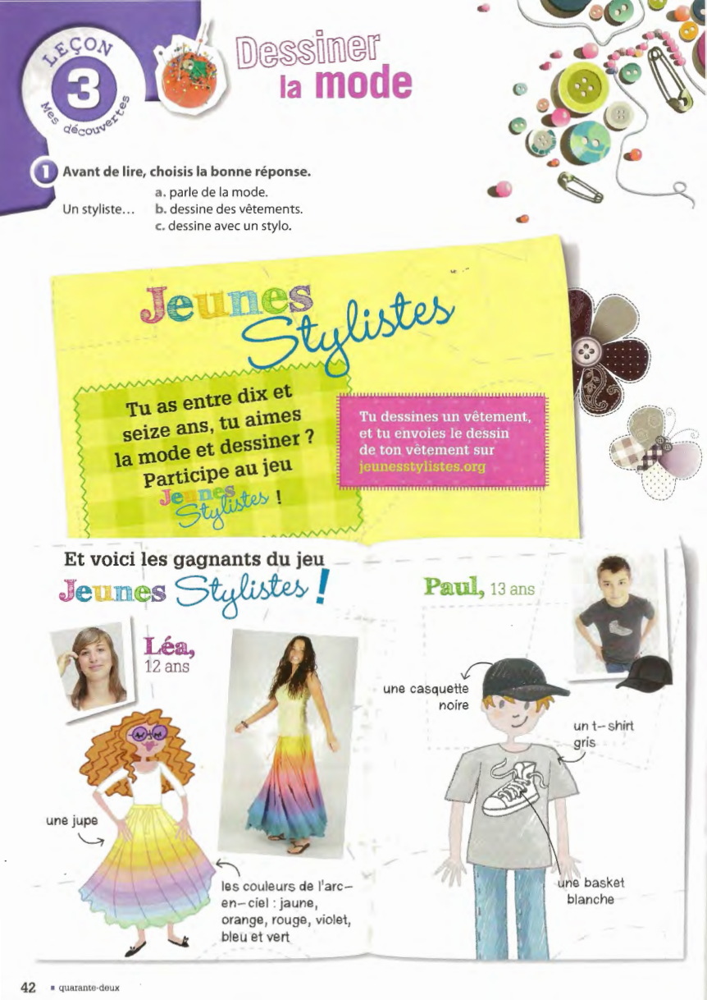 LEÇON
3
Mes découvertes
Dessiner
la mode
1 Avant de lire, choisis la bonne réponse.
a. parle de la mode.
Un styliste... b. dessine des vêtements.
c. dessine avec un stylo.
Jeunes
Stylistes
Tu as entre dix et
seize ans, tu aimes
la mode et dessiner ?
Participe au jeu
Jeunes
Stylistes !
Tu dessines un vêtement,
et tu envoies le dessin
de ton vêtement sur
jeunesstylistes.org
Et voici les gagnants du jeu
Jeunes Stylistes !
Léa,
12 ans
une jupe
les couleurs de l'arc-
en-ciel : jaune,
orange, rouge, violet,
bleu et vert
Paul, 13 ans
une casquette
noire
un t-shirt
gris
une basket
blanche
42 ▪ quarante-deux